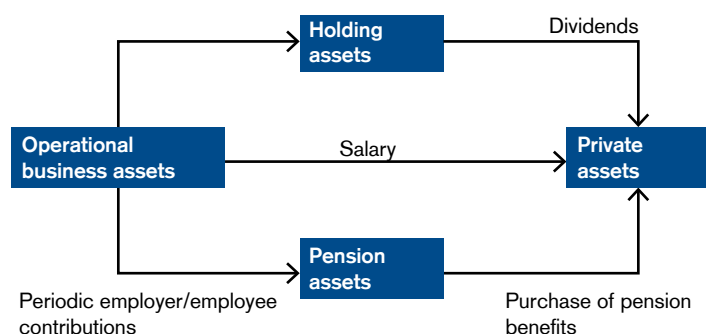 Holding
assets
Dividends
Operational
business assets
Salary
Private
assets
Pension
assets
Periodic employer/employee
contributions
Purchase of pension
benefits